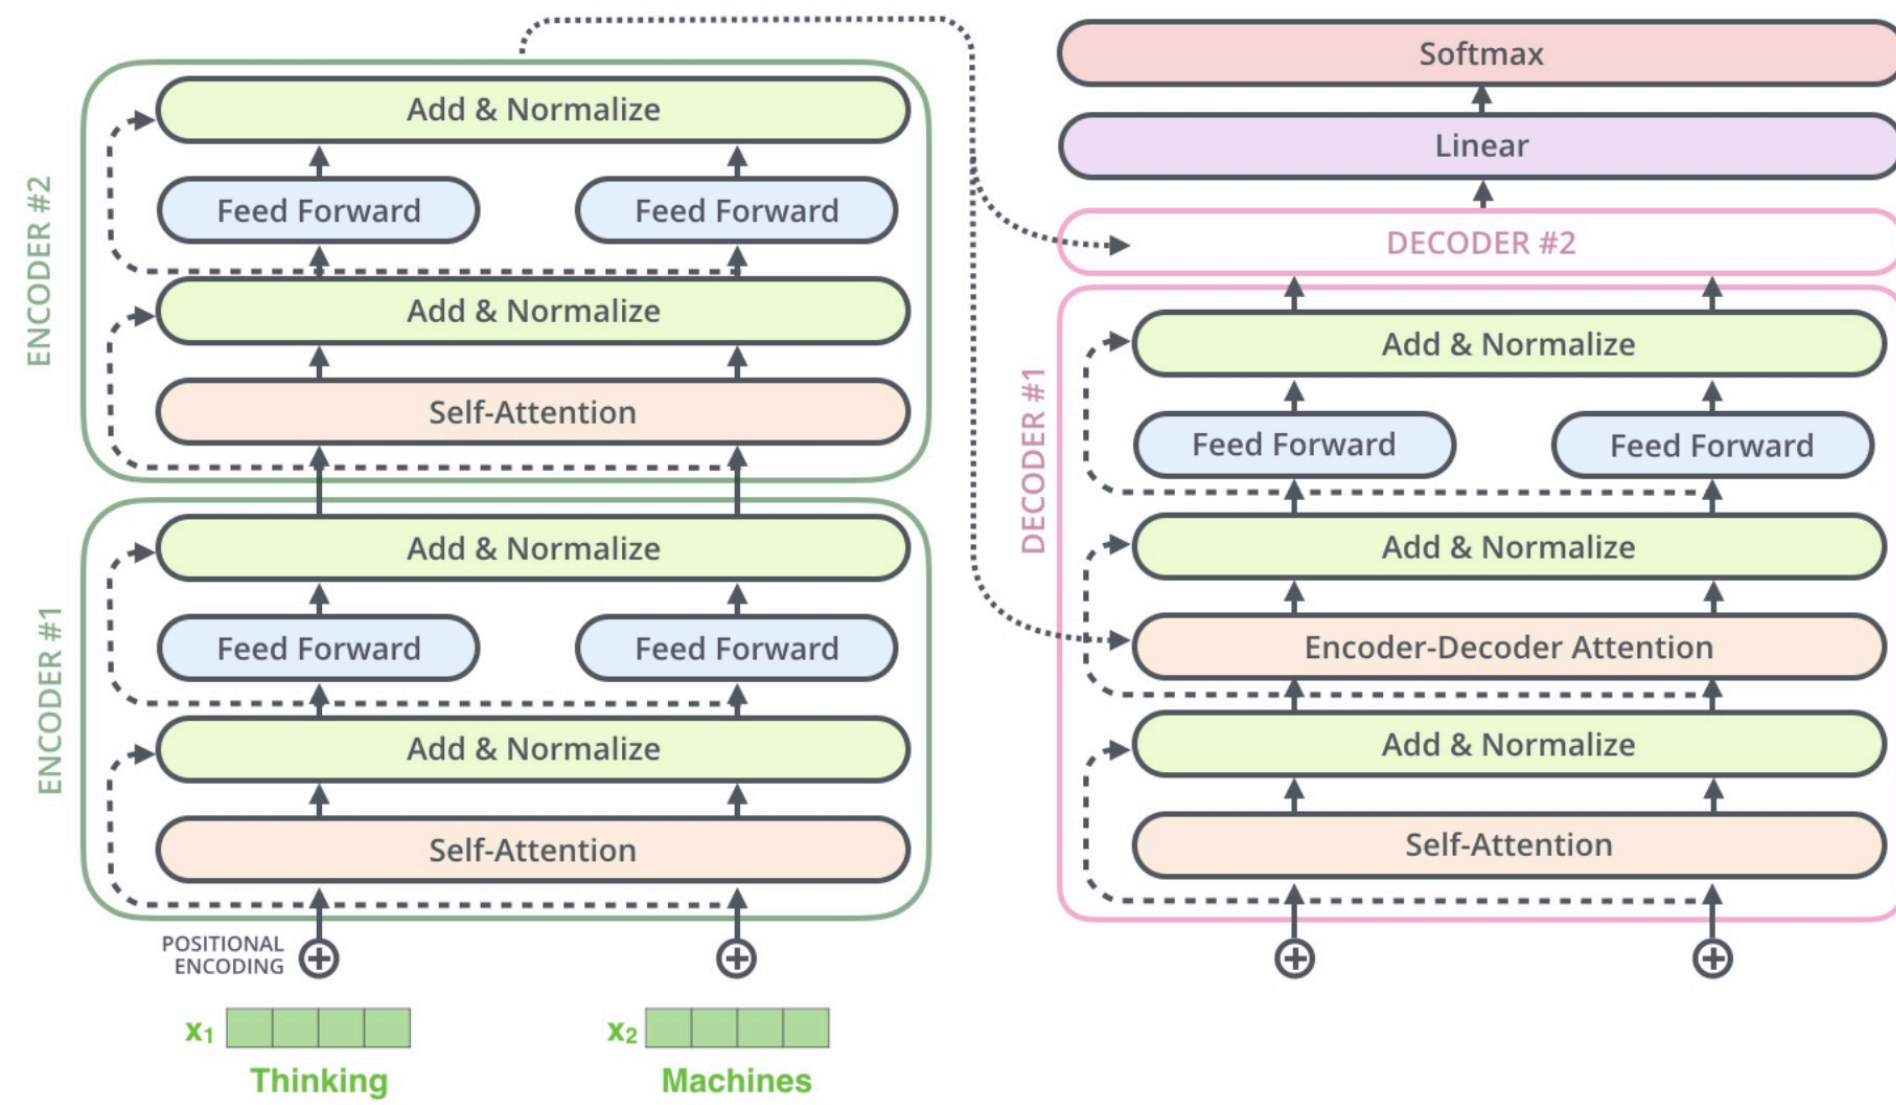 ENCODER #2
Add & Normalize
Feed Forward
Feed Forward
Add & Normalize
Self-Attention
ENCODER #1
Add & Normalize
Feed Forward
Feed Forward
Add & Normalize
Self-Attention
POSITIONAL
ENCODING
x1
x2
Thinking
Machines
Softmax
Linear
DECODER #2
DECODER #1
Add & Normalize
Feed Forward
Feed Forward
Add & Normalize
Encoder-Decoder Attention
Add & Normalize
Self-Attention